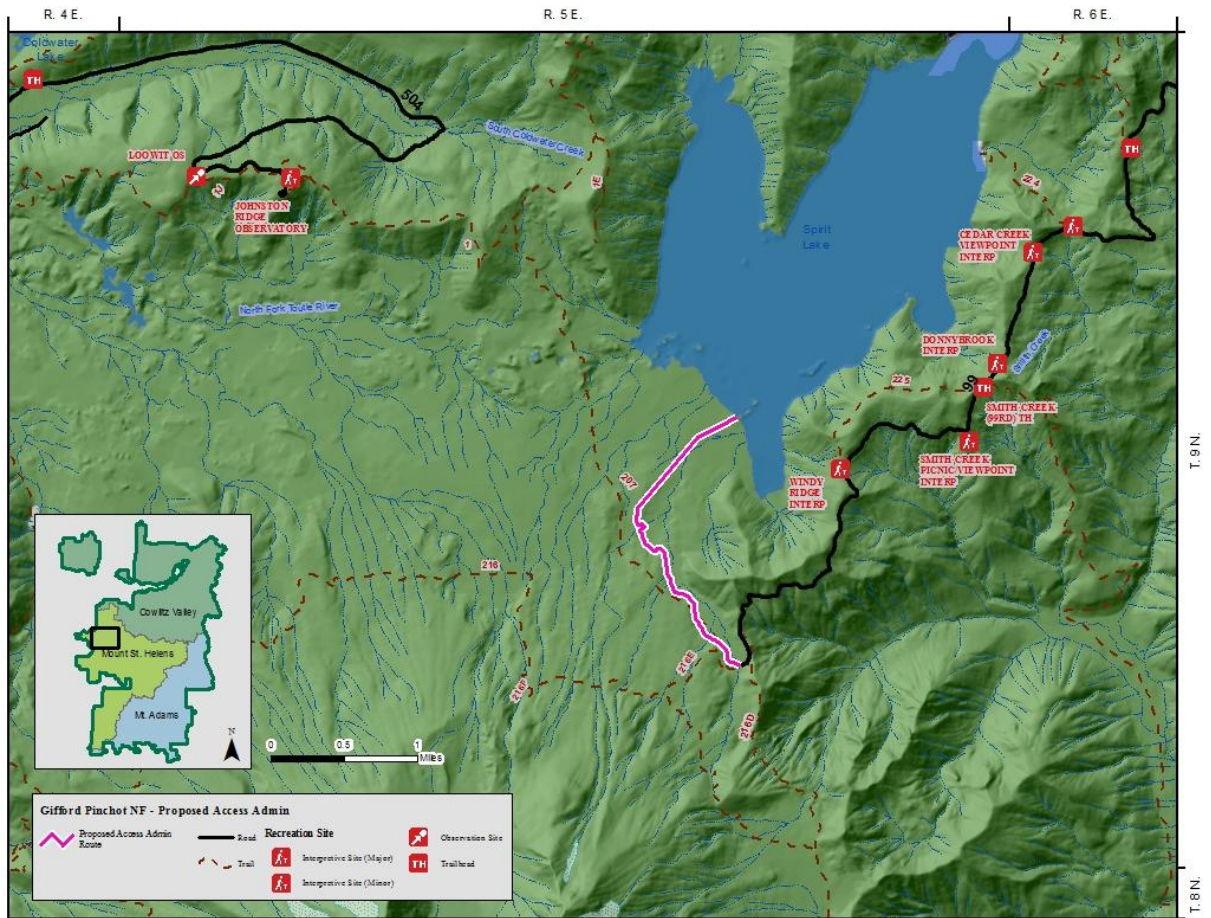 R. 4 E.
R. 5 E.
R. 6 E.
Coldwater
Lake
TH
504
South Coldwater Creek
LOOWIT OS
JOHNSTON
RIDGE
OBSERVATORY
1E
1
TH
224
Spirit
Lake
CEDAR CREEK
VIEWPOINT
INTERP
North Fork Toutle River
DONNYBROOK
INTERP
Smith Creek
99
225
TH
SMITH CREEK
(99RD) TH
T. 9 N.
SMITH CREEK
PICNIC/VIEWPOINT
INTERP
WINDY
RIDGE
INTERP
207
216
216E
216F
216D
Cowlitz Valley
Mount St. Helens
Mt. Adams
N
0 0.5 1
Miles
Gifford Pinchot NF - Proposed Access Admin
Proposed Access Admin
Route
Road
Trail
Recreation Site
Interpretive Site (Major)
Interpretive Site (Minor)
Observation Site
TH Trailhead
T. 8 N.